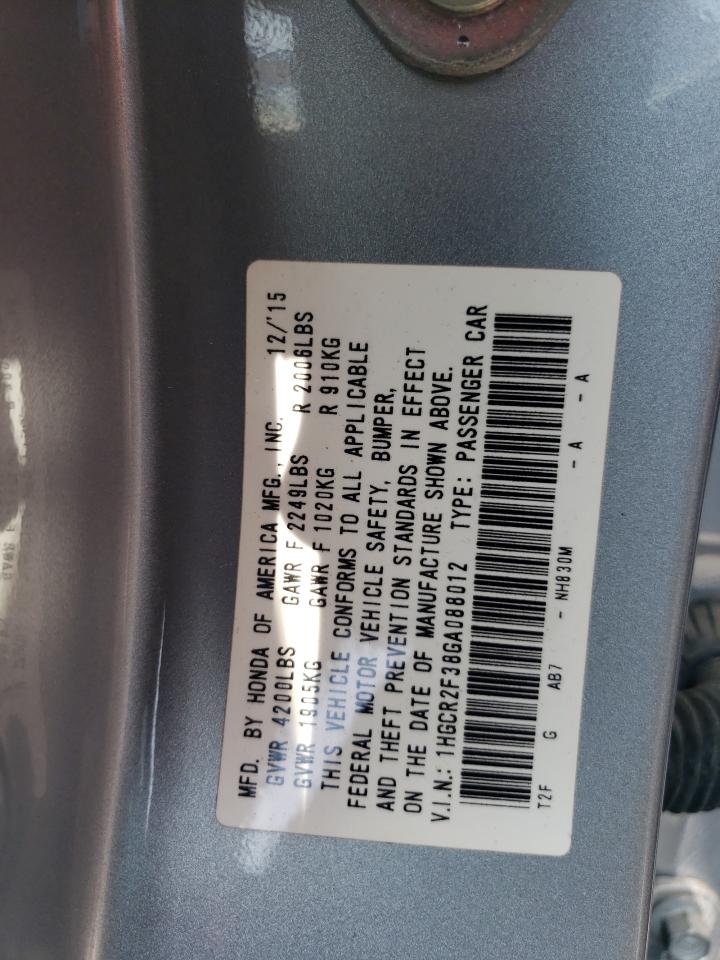 MFD. BY HONDA OF AMERICA MFG., INC. 12/'15
GVWR 4200LBS GAWR F 2249LBS R 2006LBS
GVWR 1905KG GAWR F 1020KG R 910KG
THIS VEHICLE CONFORMS TO ALL APPLICABLE
FEDERAL MOTOR VEHICLE SAFETY, BUMPER,
AND THEFT PREVENTION STANDARDS IN EFFECT
ON THE DATE OF MANUFACTURE SHOWN ABOVE.
V.I.N.: 1HGCR2F38GA088012 TYPE: PASSENGER CAR
T2F G AB7 - NH830M - A - A